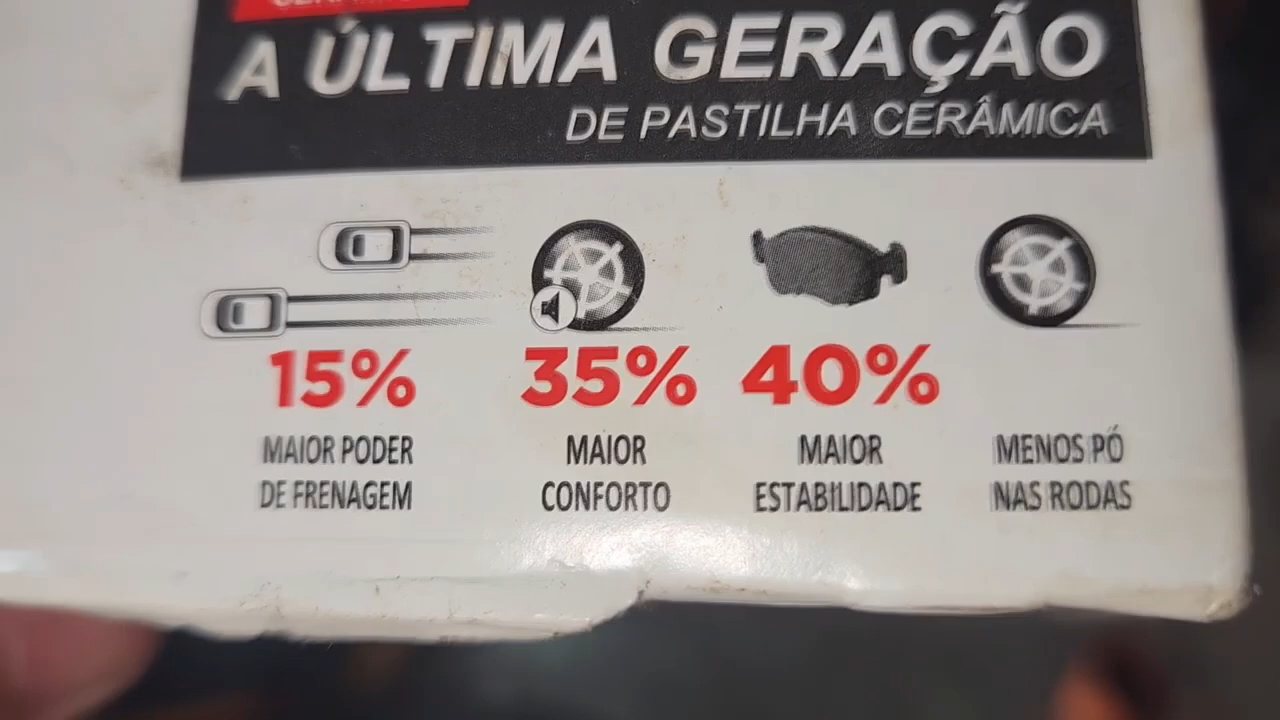 A ÚLTIMA GERAÇÃO
DE PASTILHA CERÂMICA
15%
MAIOR PODER
DE FRENAGEM
35%
MAIOR
CONFORTO
40%
MAIOR
ESTABILIDADE
MENOS PÓ
NAS RODAS